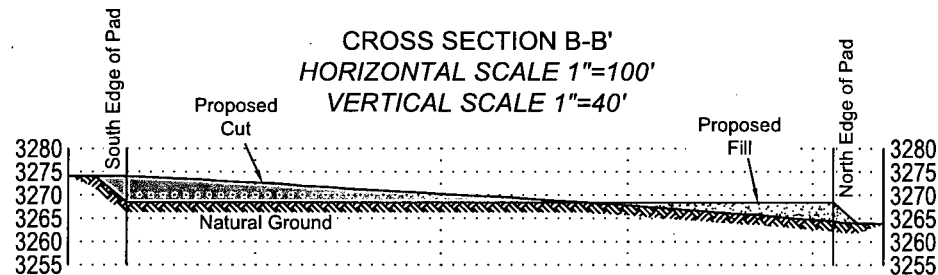 CROSS SECTION B-B'
HORIZONTAL SCALE 1"=100'
VERTICAL SCALE 1"=40'
South Edge of Pad
North Edge of Pad
Proposed
Cut
Proposed
Fill
3280
3275
3270
3265
3260
3255
Natural Ground
3280
3275
3270
3265
3260
3255